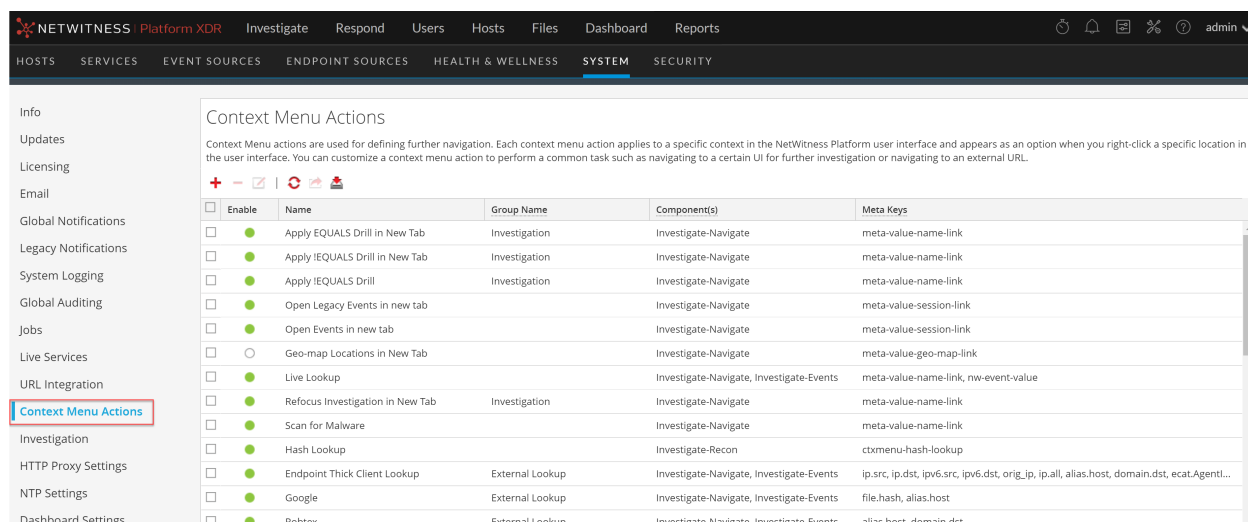 NETWITNESS | Platform XDR Investigate Respond Users Hosts Files Dashboard Reports admin
HOSTS SERVICES EVENT SOURCES ENDPOINT SOURCES HEALTH & WELLNESS SYSTEM SECURITY
Info
Updates
Licensing
Email
Global Notifications
Legacy Notifications
System Logging
Global Auditing
Jobs
Live Services
URL Integration
Context Menu Actions
Investigation
HTTP Proxy Settings
NTP Settings
Dashboard Settings
Context Menu Actions
Context Menu actions are used for defining further navigation. Each context menu action applies to a specific context in the NetWitness Platform user interface and appears as an option when you right-click a specific location in
the user interface. You can customize a context menu action to perform a common task such as navigating to a certain UI for further investigation or navigating to an external URL.
Enable Name Group Name Component(s) Meta Keys
Apply EQUALS Drill in New Tab Investigation Investigate-Navigate meta-value-name-link
Apply !EQUALS Drill in New Tab Investigation Investigate-Navigate meta-value-name-link
Apply !EQUALS Drill Investigation Investigate-Navigate meta-value-name-link
Open Legacy Events in new tab Investigate-Navigate meta-value-session-link
Open Events in new tab Investigate-Navigate meta-value-session-link
Geo-map Locations in New Tab Investigate-Navigate meta-value-geo-map-link
Live Lookup Investigate-Navigate, Investigate-Events meta-value-name-link, nw-event-value
Refocus Investigation in New Tab Investigation Investigate-Navigate meta-value-name-link
Scan for Malware Investigate-Navigate meta-value-name-link
Hash Lookup Investigate-Recon ctxmenu-hash-lookup
Endpoint Thick Client Lookup External Lookup Investigate-Navigate, Investigate-Events ip.src, ip.dst, ipv6.src, ipv6.dst, orig_ip, ip.all, alias.host, domain.dst, ecat.AgentI...
Google External Lookup Investigate-Navigate, Investigate-Events file.hash, alias.host
Robtex External Lookup Investigate-Navigate, Investigate-Events alias.host, domain.dst